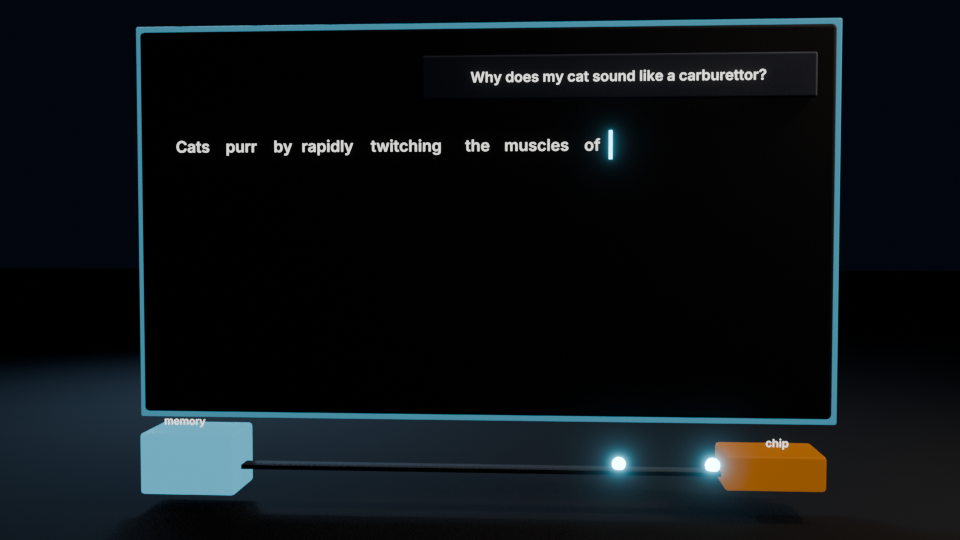 Why does my cat sound like a carburettor?
Cats purr by rapidly twitching the muscles of
memory
chip